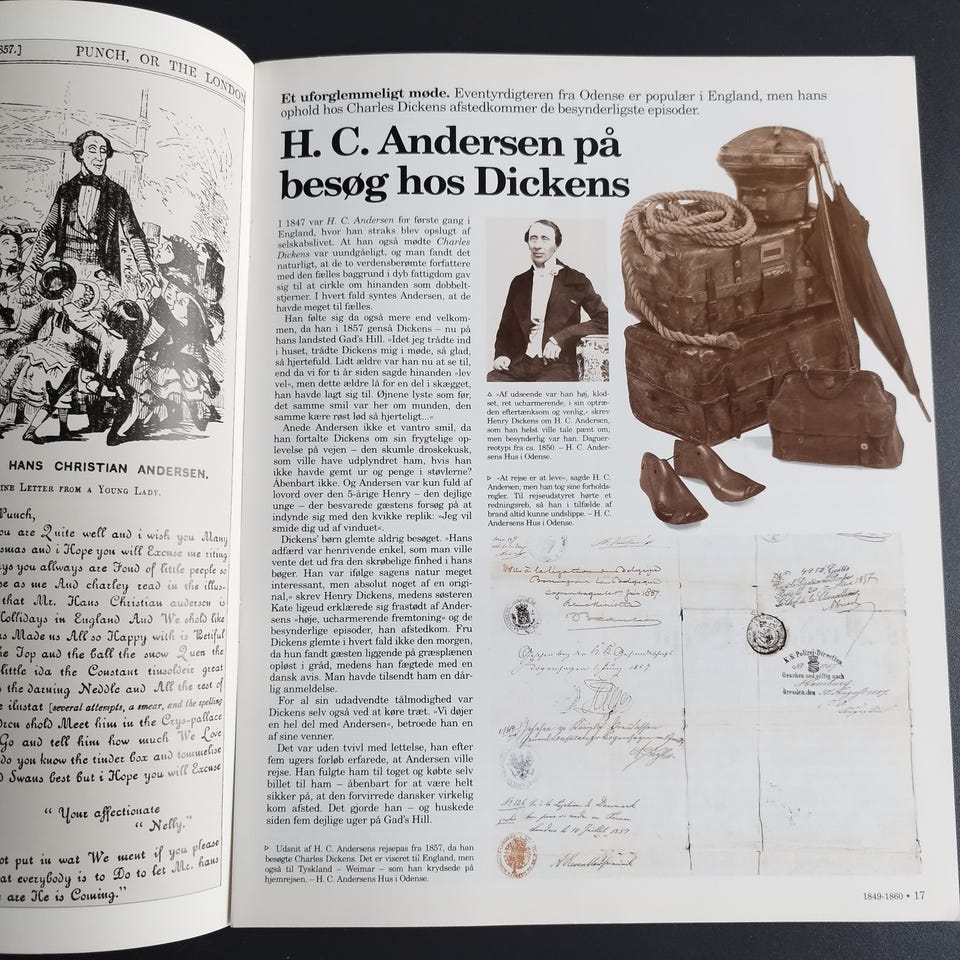 857.]
PUNCH, OR THE LONDON
HANS CHRISTIAN ANDERSEN.
INE LETTER FROM A YOUNG LADY.
Punch,
ou are Quite well and i wish you Many
smas and i Hope you will Excuse me riting
ys you allways are Fond of little people so
se as me And charley read in the illus-
that Mr. Hans Christian andersen is
Hollidays in England And We shold like
s Made us All so Happy with is Betiful
he Top and the ball the snow Quen the
little ida the Constant tinsoldeir great
the darning Neddle and All the rest of
e ilustat [several attempts, a smear, end the spelling
dren shold Meet him in the Crys-pallace
Go and tell him how much We Love
do you know the tinder box and tommelise
d Swans best but i Hope you will Excuse
" Your affectionate
" Nelly."
ot put in wat We ment if you please
at everybody is to Do to let Mr. hans
are He is Coming."
Et uforglemmeligt møde. Eventyrdigteren fra Odense er populær i England, men hans
ophold hos Charles Dickens afstedkommer de besynderligste episoder.
H. C. Andersen på
besøg hos Dickens
I 1847 var H. C. Andersen for første gang i
England, hvor han straks blev opslugt af
selskabslivet. At han også mødte Charles
Dickens var uundgåeligt, og man fandt det
naturligt, at de to verdensberømte forfattere
med den fælles baggrund i dyb fattigdom gav
sig til at cirkle om hinanden som dobbelt-
stjerner. I hvert fald syntes Andersen, at de
havde meget til fælles.
Han følte sig da også mere end velkom-
men, da han i 1857 genså Dickens – nu på
hans landsted Gad's Hill. »Idet jeg trådte ind
i huset, trådte Dickens mig i møde, så glad,
så hjertefuld. Lidt ældre var han nu at se til,
end da vi for ti år siden sagde hinanden »lev
vel«, men dette ældre lå for en del i skægget,
han havde lagt sig til. Øjnene lyste som før,
det samme smil var her om munden, den
samme kære røst lød så hjerteligt...«
Anede Andersen ikke et vantro smil, da
han fortalte Dickens om sin frygtelige op-
levelse på vejen – den skumle droskekusk,
som ville have udplyndret ham, hvis han
ikke havde gemt ur og penge i støvlerne?
Åbenbart ikke. Og Andersen var kun fuld af
lovord over den 5-årige Henry – den dejlige
unge – der besvarede gæstens forsøg på at
indynde sig med den kvikke replik: »Jeg vil
smide dig ud af vinduet«.
Dickens' børn glemte aldrig besøget. »Hans
adfærd var henrivende enkel, som man ville
vente det ud fra den skrøbelige finhed i hans
bøger. Han var ifølge sagens natur meget
interessant, men absolut noget af en origi-
nal,« skrev Henry Dickens, medens søsteren
Kate ligeud erklærede sig frastødt af Ander-
sens »høje, ucharmerende fremtoning« og de
besynderlige episoder, han afstedkom. Fru
Dickens glemte i hvert fald ikke den morgen,
da hun fandt gæsten liggende på græsplænen
opløst i gråd, medens han fægtede med en
dansk avis. Man havde tilsendt ham en dår-
lig anmeldelse.
For al sin udadvendte tålmodighed var
Dickens selv også ved at køre træt. »Vi døjer
en hel del med Andersen«, betroede han en
af sine venner.
Det var uden tvivl med lettelse, han efter
fem ugers forløb erfarede, at Andersen ville
rejse. Han fulgte ham til toget og købte selv
billet til ham – åbenbart for at være helt
sikker på, at den forvirrede dansker virkelig
kom afsted. Det gjorde han – og huskede
siden fem dejlige uger på Gad's Hill.
▷ Udsnit af H. C. Andersens rejsepas fra 1857, da han
besøgte Charles Dickens. Det er viseret til England, men
også til Tyskland – Weimar – som han krydsede på
hjemrejsen. – H. C. Andersens Hus i Odense.
△ »Af udseende var han høj, klod-
set, ret ucharmerende, i sin optræ-
den eftertænksom og venlig,« skrev
Henry Dickens om H. C. Andersen,
som han helst ville tale pænt om;
men besynderlig var han. Daguer-
reotypi fra ca. 1850. – H. C. Ander-
sens Hus i Odense.
▷ »At rejse er at leve«, sagde H. C.
Andersen; men han tog sine forholds-
regler. Til rejseudstyret hørte et
redningsreb, så han i tilfælde af
brand altid kunne undslippe. – H. C.
Andersens Hus i Odense.
K. S. Polizei-Direction
1849-1860 • 17